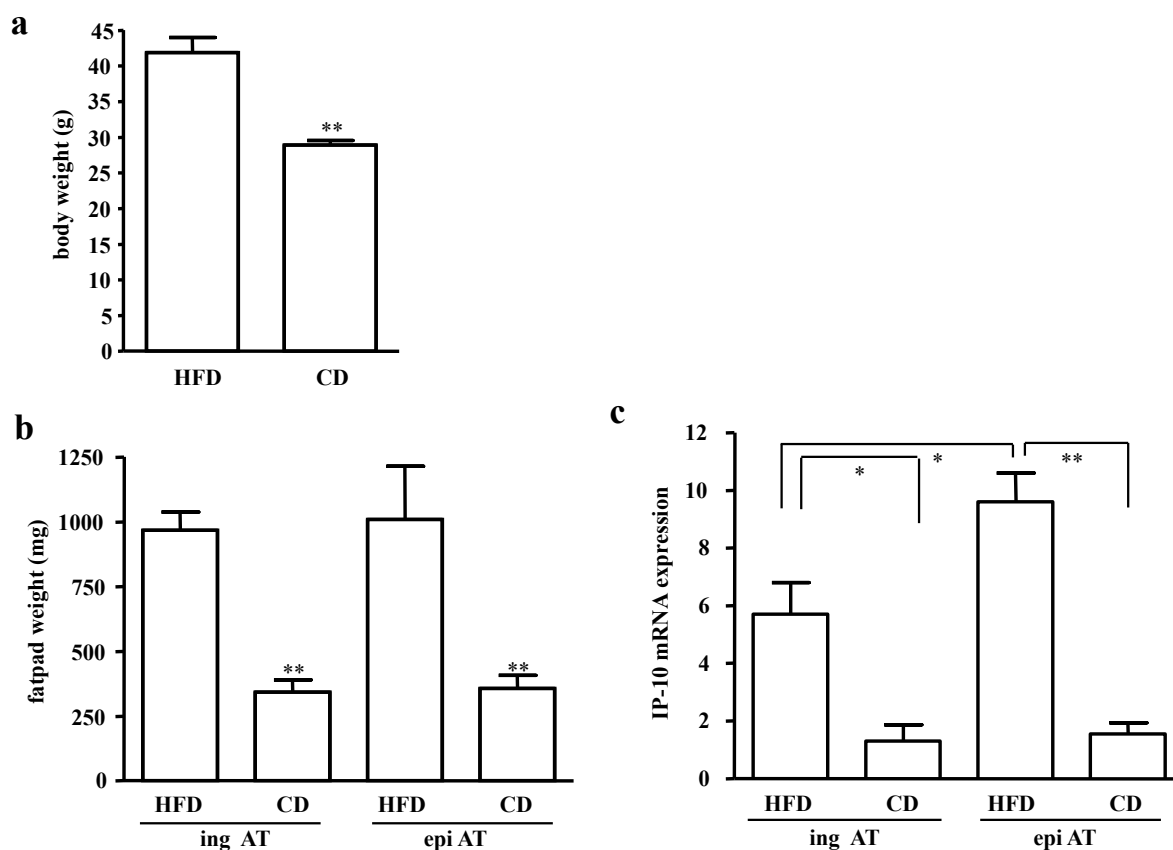 a
body weight (g)
45
40
35
30
25
20
15
10
5
0
**
HFD CD
b
fatpad weight (mg)
1250
1000
750
500
250
0
** **
HFD CD HFD CD
ing AT epi AT
c
IP-10 mRNA expression
12
10
8
6
4
2
0
* * **
HFD CD HFD CD
ing AT epi AT